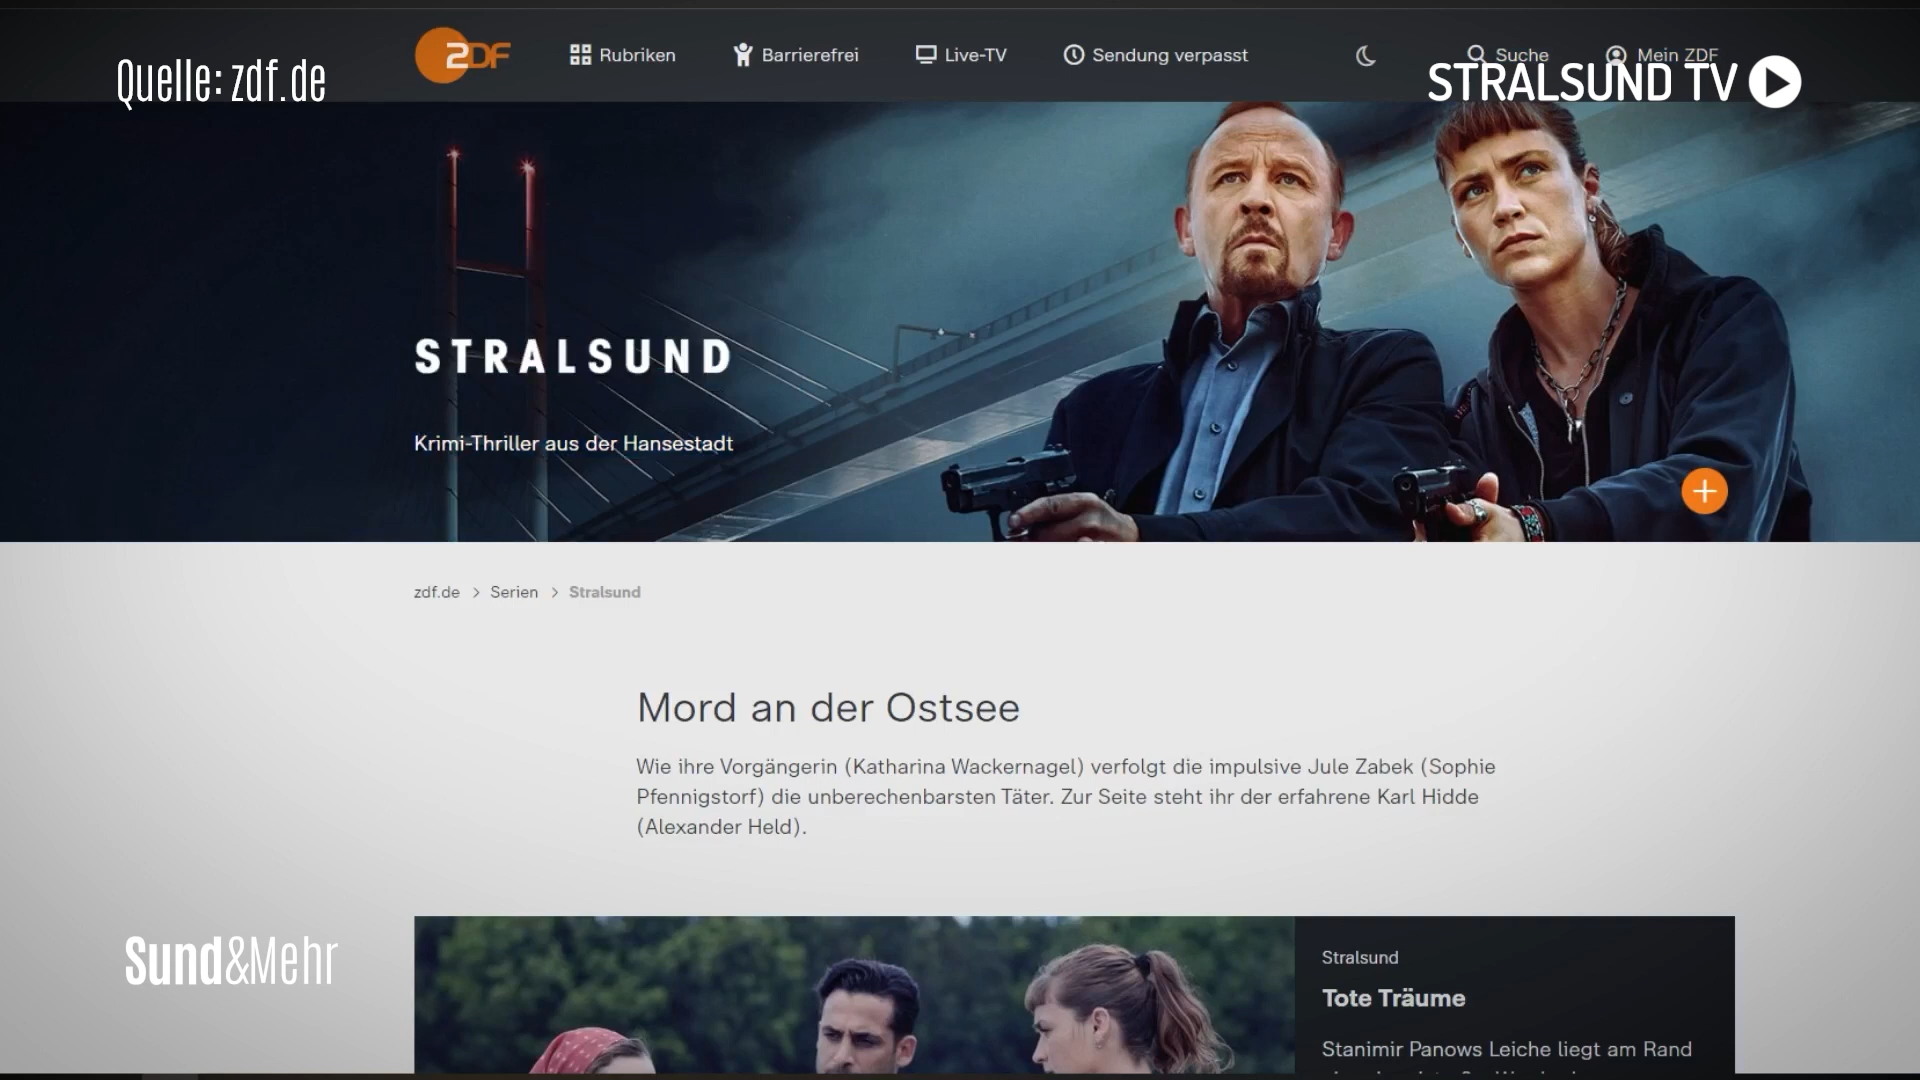 Quelle: zdf.de
ZDF
Rubriken
Barrierefrei
Live-TV
Sendung verpasst
Suche
Mein ZDF
STRALSUND TV
STRALSUND
Krimi-Thriller aus der Hansestadt
zdf.de > Serien > Stralsund
Mord an der Ostsee
Wie ihre Vorgängerin (Katharina Wackernagel) verfolgt die impulsive Jule Zabek (Sophie
Pfennigstorf) die unberechenbarsten Täter. Zur Seite steht ihr der erfahrene Karl Hidde
(Alexander Held).
Sund&Mehr
Stralsund
Tote Träume
Stanimir Panows Leiche liegt am Rand